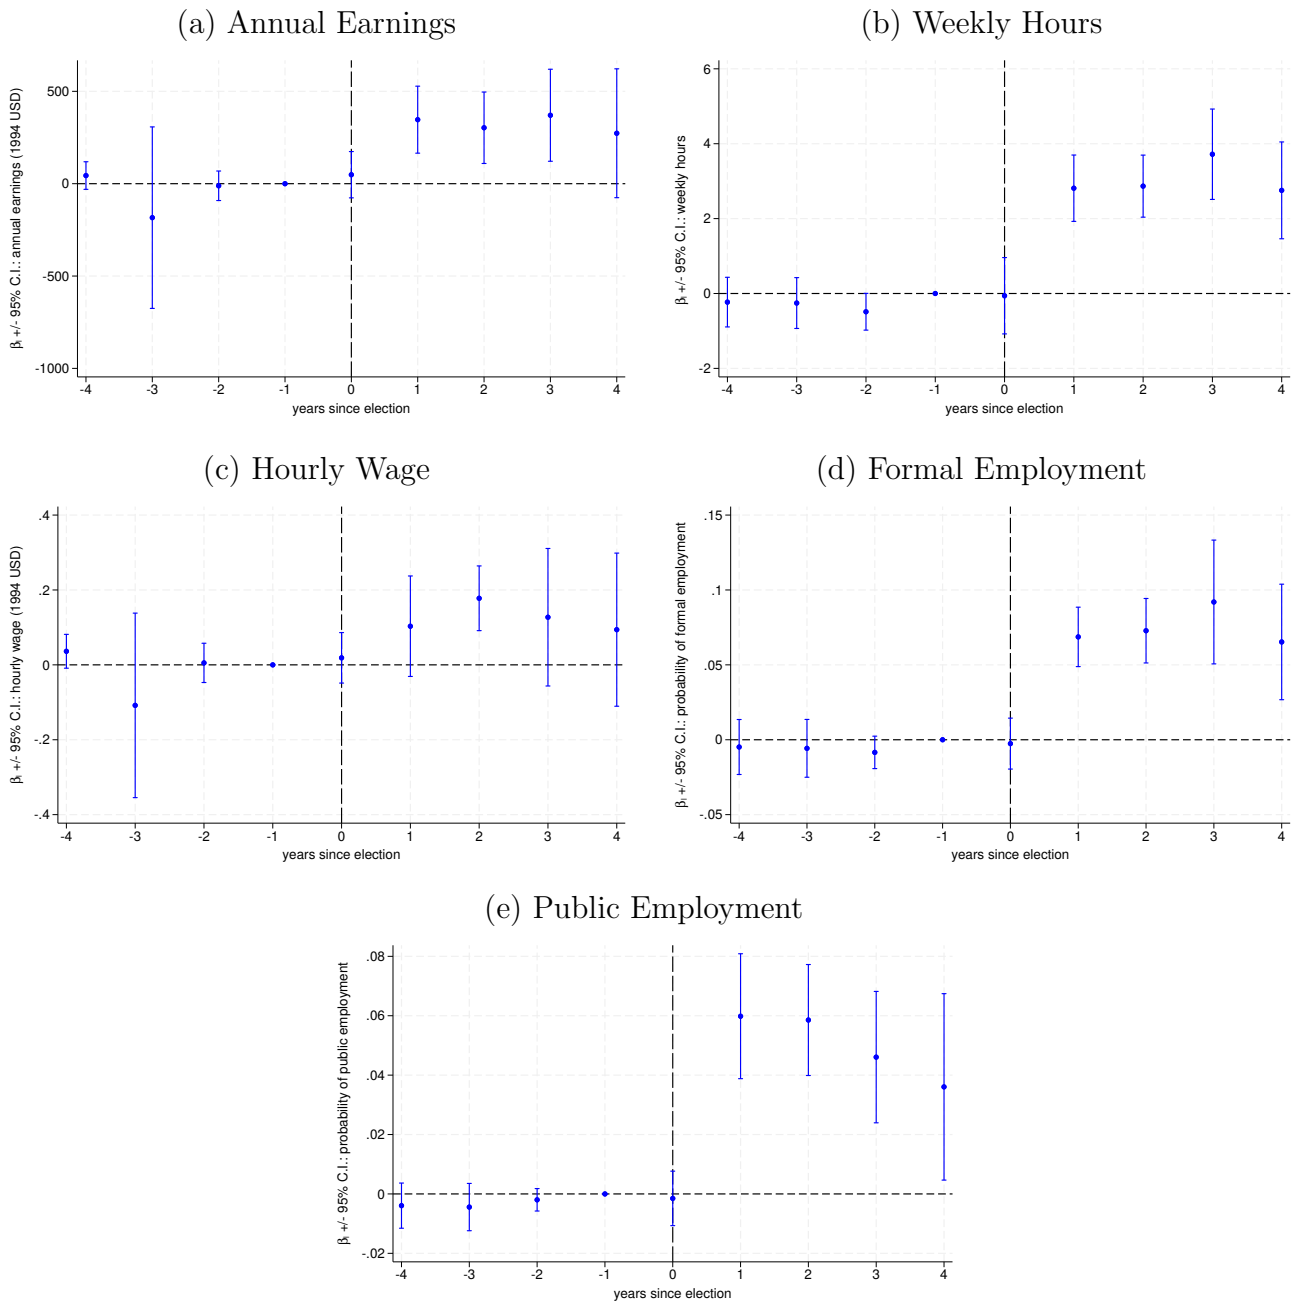 (a) Annual Earnings
β_l +/- 95% C.I.: annual earnings (1994 USD)
500
0
-500
-1000
-4 -3 -2 -1 0 1 2 3 4
years since election
(b) Weekly Hours
β_l +/- 95% C.I.: weekly hours
6
4
2
0
-2
-4 -3 -2 -1 0 1 2 3 4
years since election
(c) Hourly Wage
β_l +/- 95% C.I.: hourly wage (1994 USD)
.4
.2
0
-.2
-.4
-4 -3 -2 -1 0 1 2 3 4
years since election
(d) Formal Employment
β_l +/- 95% C.I.: probability of formal employment
.15
.1
.05
0
-.05
-4 -3 -2 -1 0 1 2 3 4
years since election
(e) Public Employment
β_l +/- 95% C.I.: probability of public employment
.08
.06
.04
.02
0
-.02
-4 -3 -2 -1 0 1 2 3 4
years since election